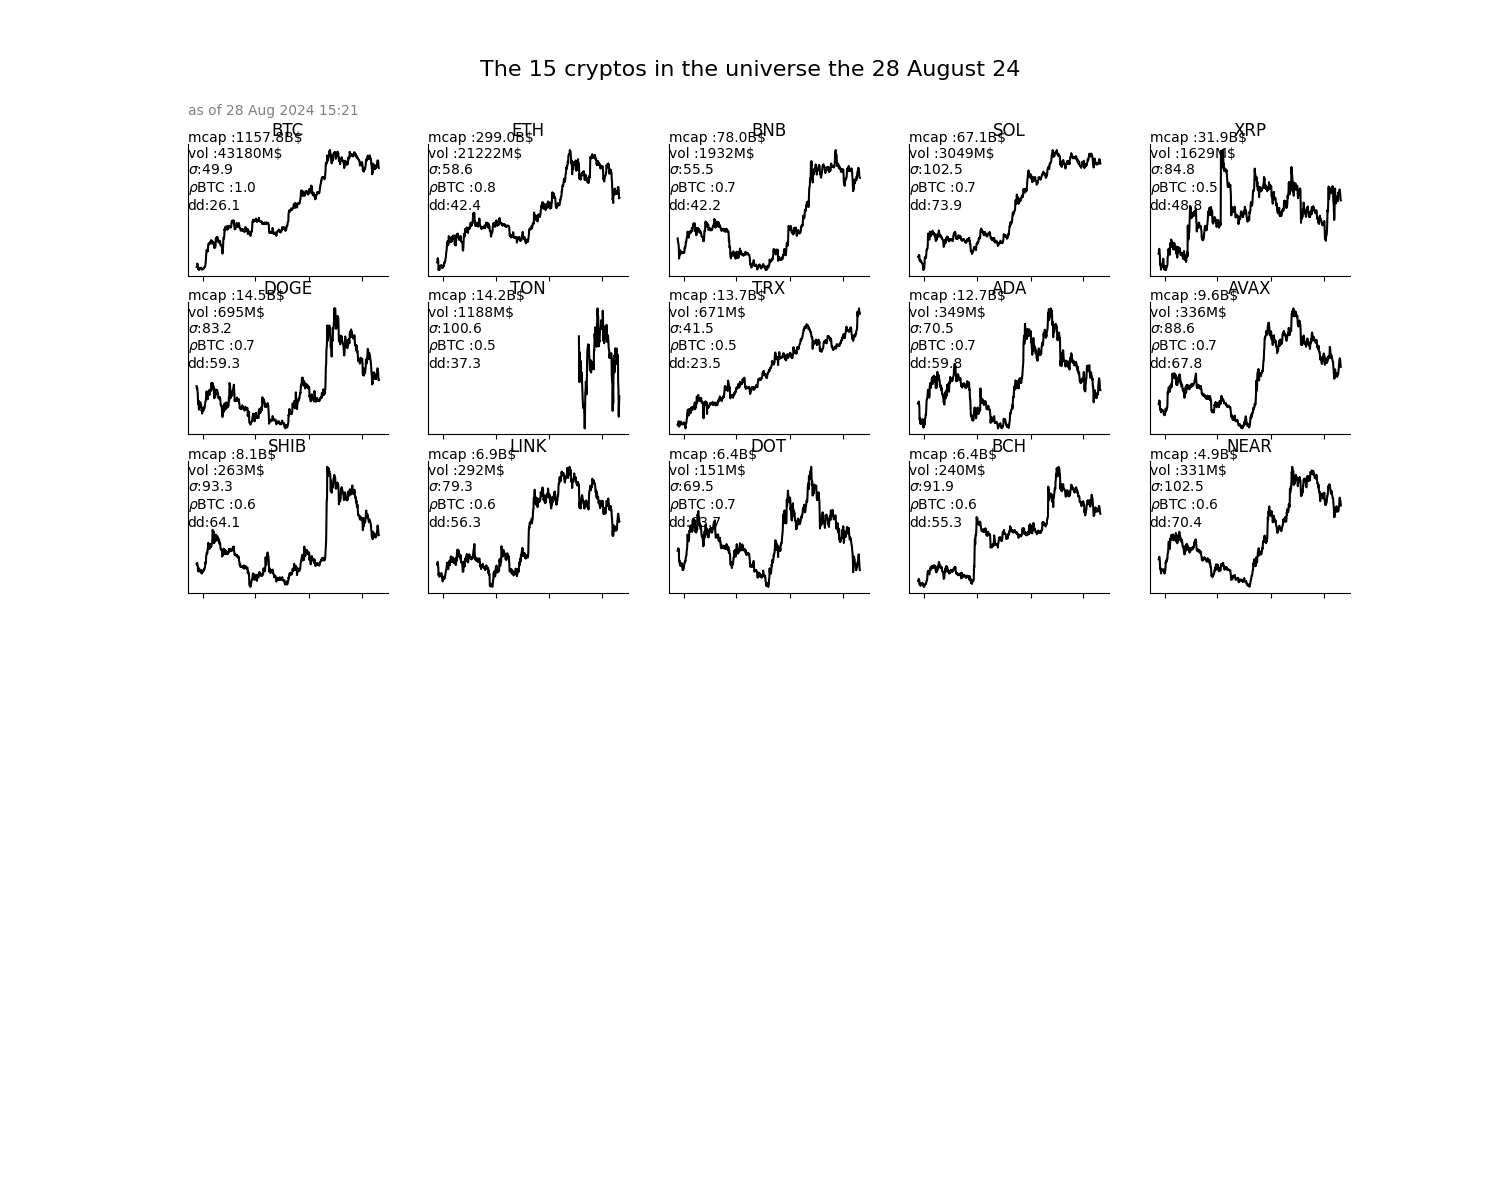 The 15 cryptos in the universe the 28 August 24
as of 28 Aug 2024 15:21
BTC
mcap :1157.8B$
vol :43180M$
σ:49.9
ρBTC :1.0
dd:26.1
ETH
mcap :299.0B$
vol :21222M$
σ:58.6
ρBTC :0.8
dd:42.4
BNB
mcap :78.0B$
vol :1932M$
σ:55.5
ρBTC :0.7
dd:42.2
SOL
mcap :67.1B$
vol :3049M$
σ:102.5
ρBTC :0.7
dd:73.9
XRP
mcap :31.9B$
vol :1629M$
σ:84.8
ρBTC :0.5
dd:48.8
DOGE
mcap :14.5B$
vol :695M$
σ:83.2
ρBTC :0.7
dd:59.3
TON
mcap :14.2B$
vol :1188M$
σ:100.6
ρBTC :0.5
dd:37.3
TRX
mcap :13.7B$
vol :671M$
σ:41.5
ρBTC :0.5
dd:23.5
ADA
mcap :12.7B$
vol :349M$
σ:70.5
ρBTC :0.7
dd:59.8
AVAX
mcap :9.6B$
vol :336M$
σ:88.6
ρBTC :0.7
dd:67.8
SHIB
mcap :8.1B$
vol :263M$
σ:93.3
ρBTC :0.6
dd:64.1
LINK
mcap :6.9B$
vol :292M$
σ:79.3
ρBTC :0.6
dd:56.3
DOT
mcap :6.4B$
vol :151M$
σ:69.5
ρBTC :0.7
BCH
mcap :6.4B$
vol :240M$
σ:91.9
ρBTC :0.6
dd:55.3
NEAR
mcap :4.9B$
vol :331M$
σ:102.5
ρBTC :0.6
dd:70.4